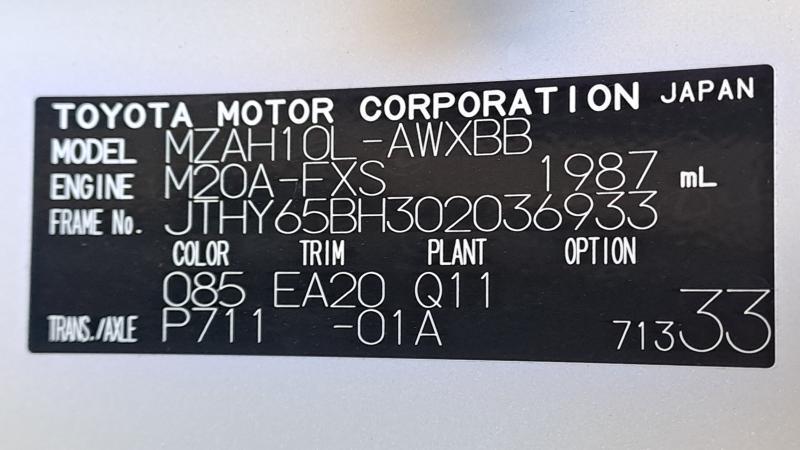 TOYOTA MOTOR CORPORATION JAPAN
MODEL MZAH10L-AWXBB
ENGINE M20A-FXS 1987 mL
FRAME No. JTHY65BH302036933
COLOR TRIM PLANT OPTION
085 EA20 Q11
TRANS./AXLE P711 -01A 71333